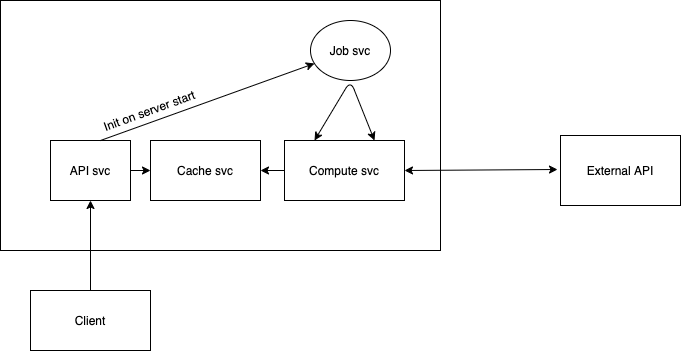 Job svc
Init on server start
API svc
Cache svc
Compute svc
External API
Client